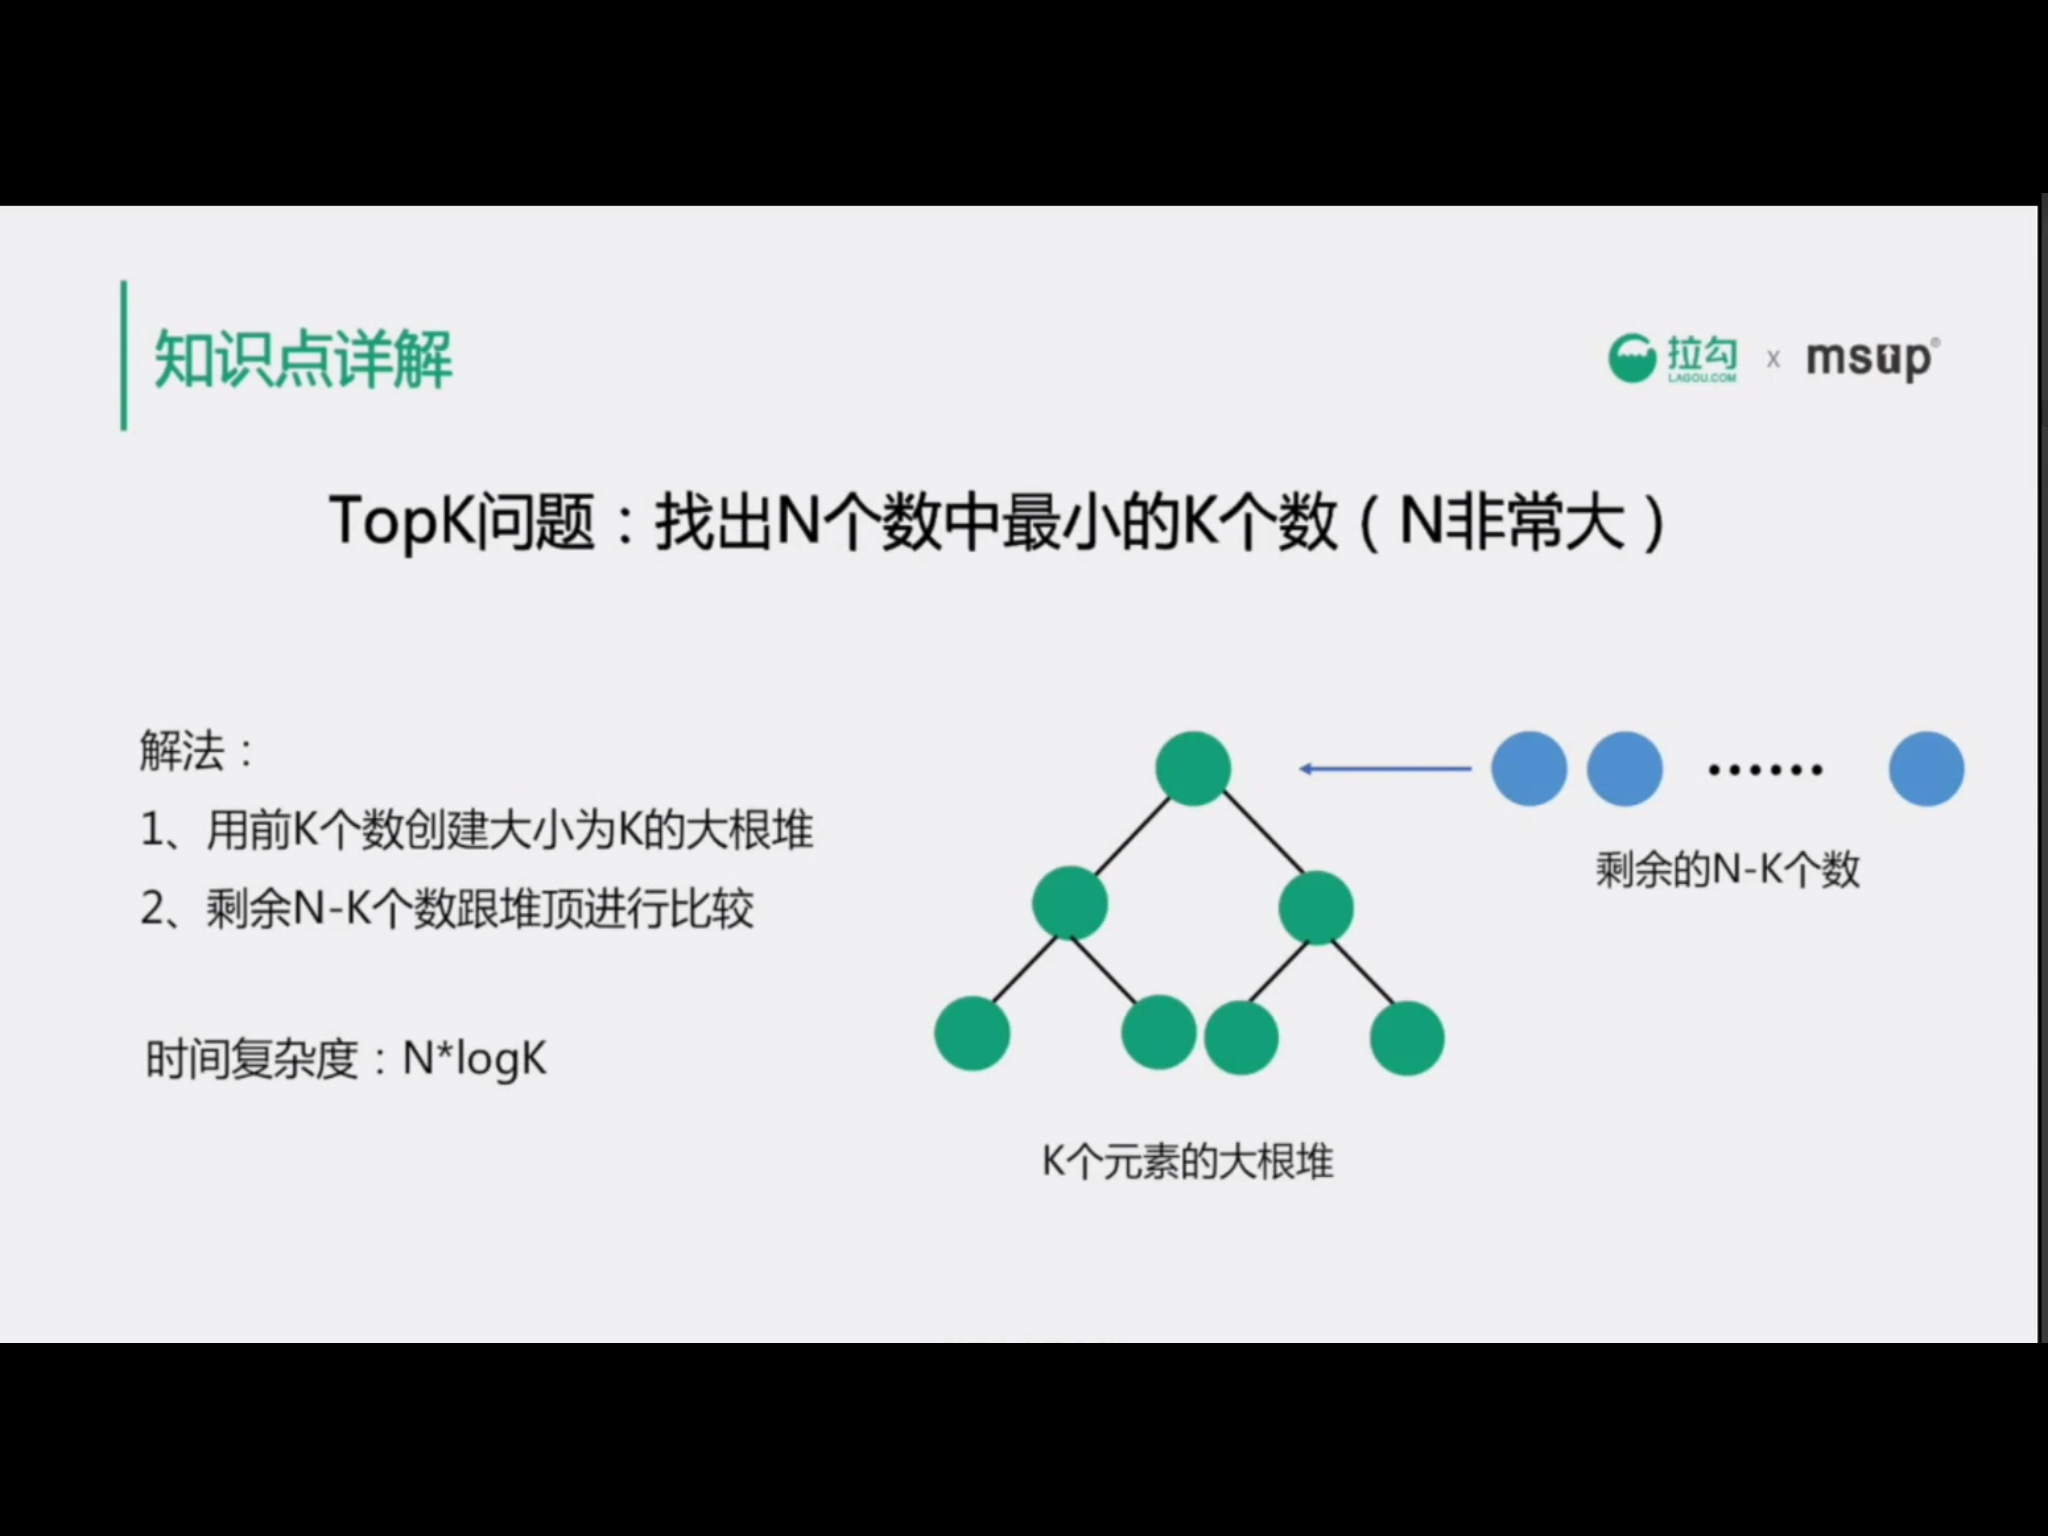 知识点详解
拉勾
LAGOU.COM
x
msup®
TopK问题：找出N个数中最小的K个数（N非常大）
解法：
1、用前K个数创建大小为K的大根堆
2、剩余N-K个数跟堆顶进行比较
时间复杂度：N*logK
······
剩余的N-K个数
K个元素的大根堆